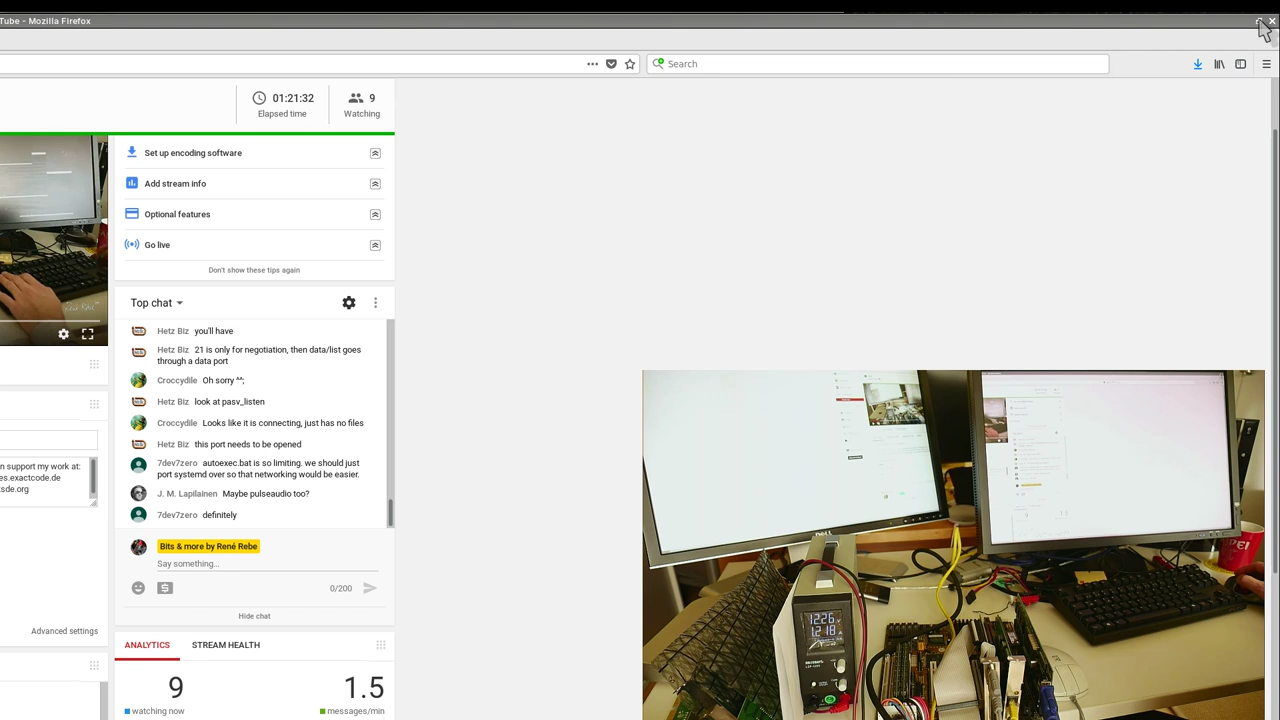 Tube - Mozilla Firefox
Search
01:21:32
Elapsed time
9
Watching
Set up encoding software
Add stream info
Optional features
Go live
Don't show these tips again
Top chat
Hetz Biz you'll have
Hetz Biz 21 is only for negotiation, then data/list goes
through a data port
Croccydile Oh sorry ^^;
Hetz Biz look at pasv_listen
Croccydile Looks like it is connecting, just has no files
Hetz Biz this port needs to be opened
7dev7zero autoexec.bat is so limiting. we should just
port systemd over so that networking would be easier.
J. M. Lapilainen Maybe pulseaudio too?
7dev7zero definitely
Bits & more by René Rebe
Say something...
0/200
Hide chat
n support my work at:
es.exactcode.de
tsde.org
Advanced settings
ANALYTICS
STREAM HEALTH
9
watching now
1.5
messages/min
DELL
12.26
1.218